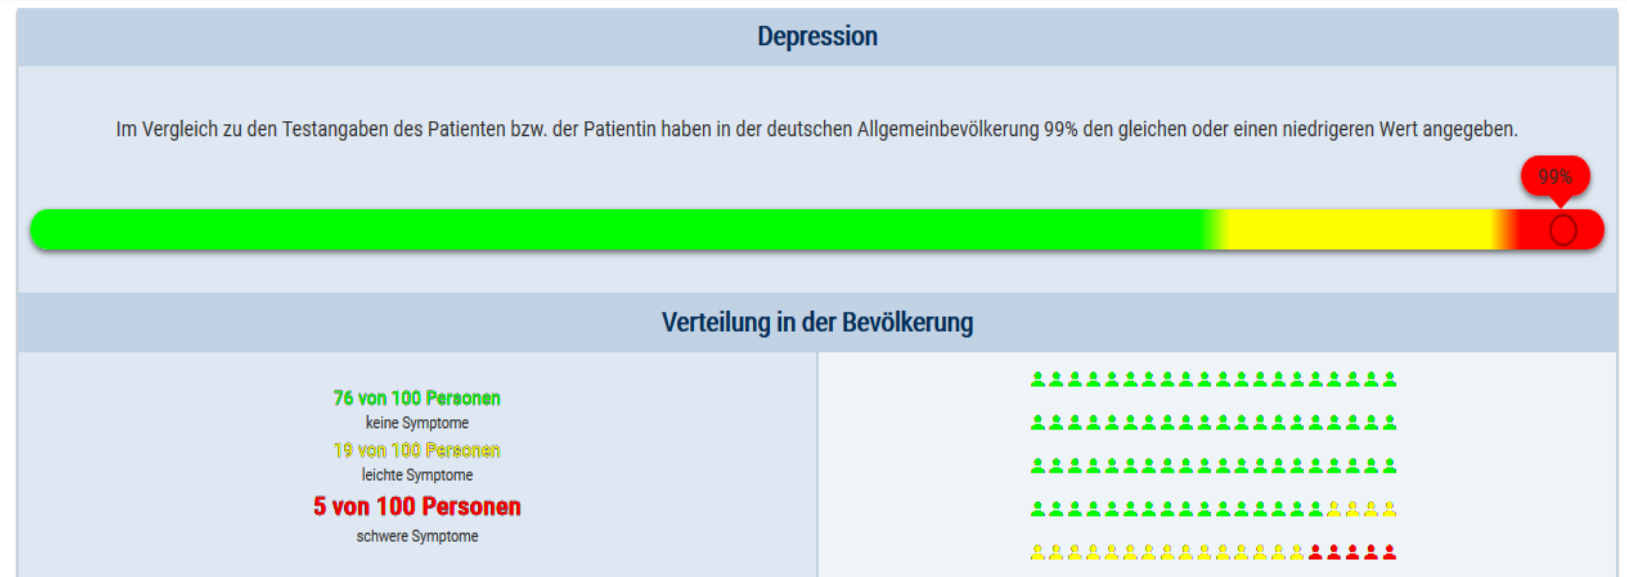 Depression
Im Vergleich zu den Testangaben des Patienten bzw. der Patientin haben in der deutschen Allgemeinbevölkerung 99% den gleichen oder einen niedrigeren Wert angegeben.
99%
Verteilung in der Bevölkerung
76 von 100 Personen
keine Symptome
19 von 100 Personen
leichte Symptome
5 von 100 Personen
schwere Symptome